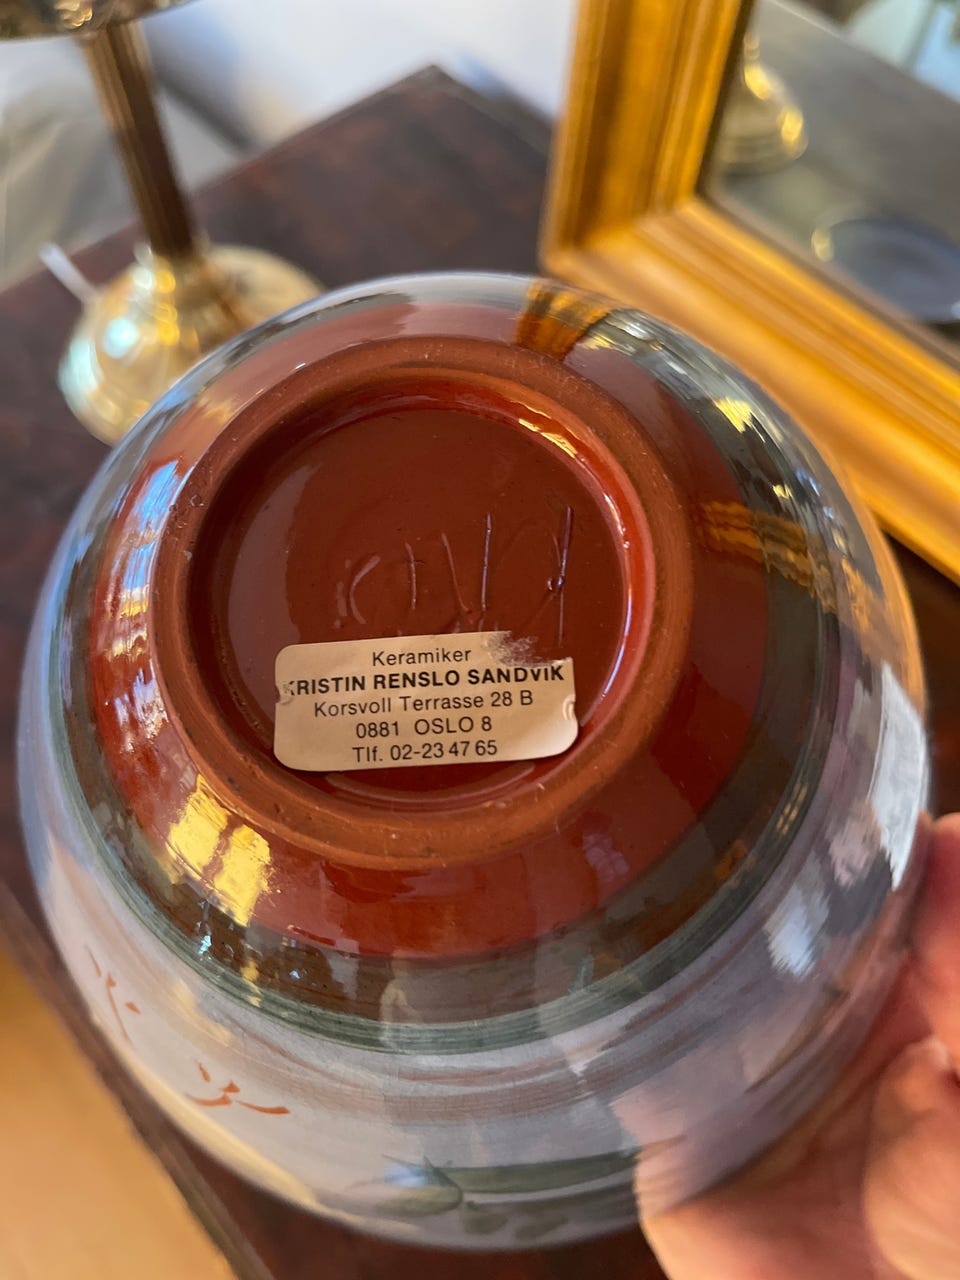 Keramiker
KRISTIN RENSLO SANDVIK
Korsvoll Terrasse 28 B
0881 OSLO 8
Tlf. 02-23 47 65